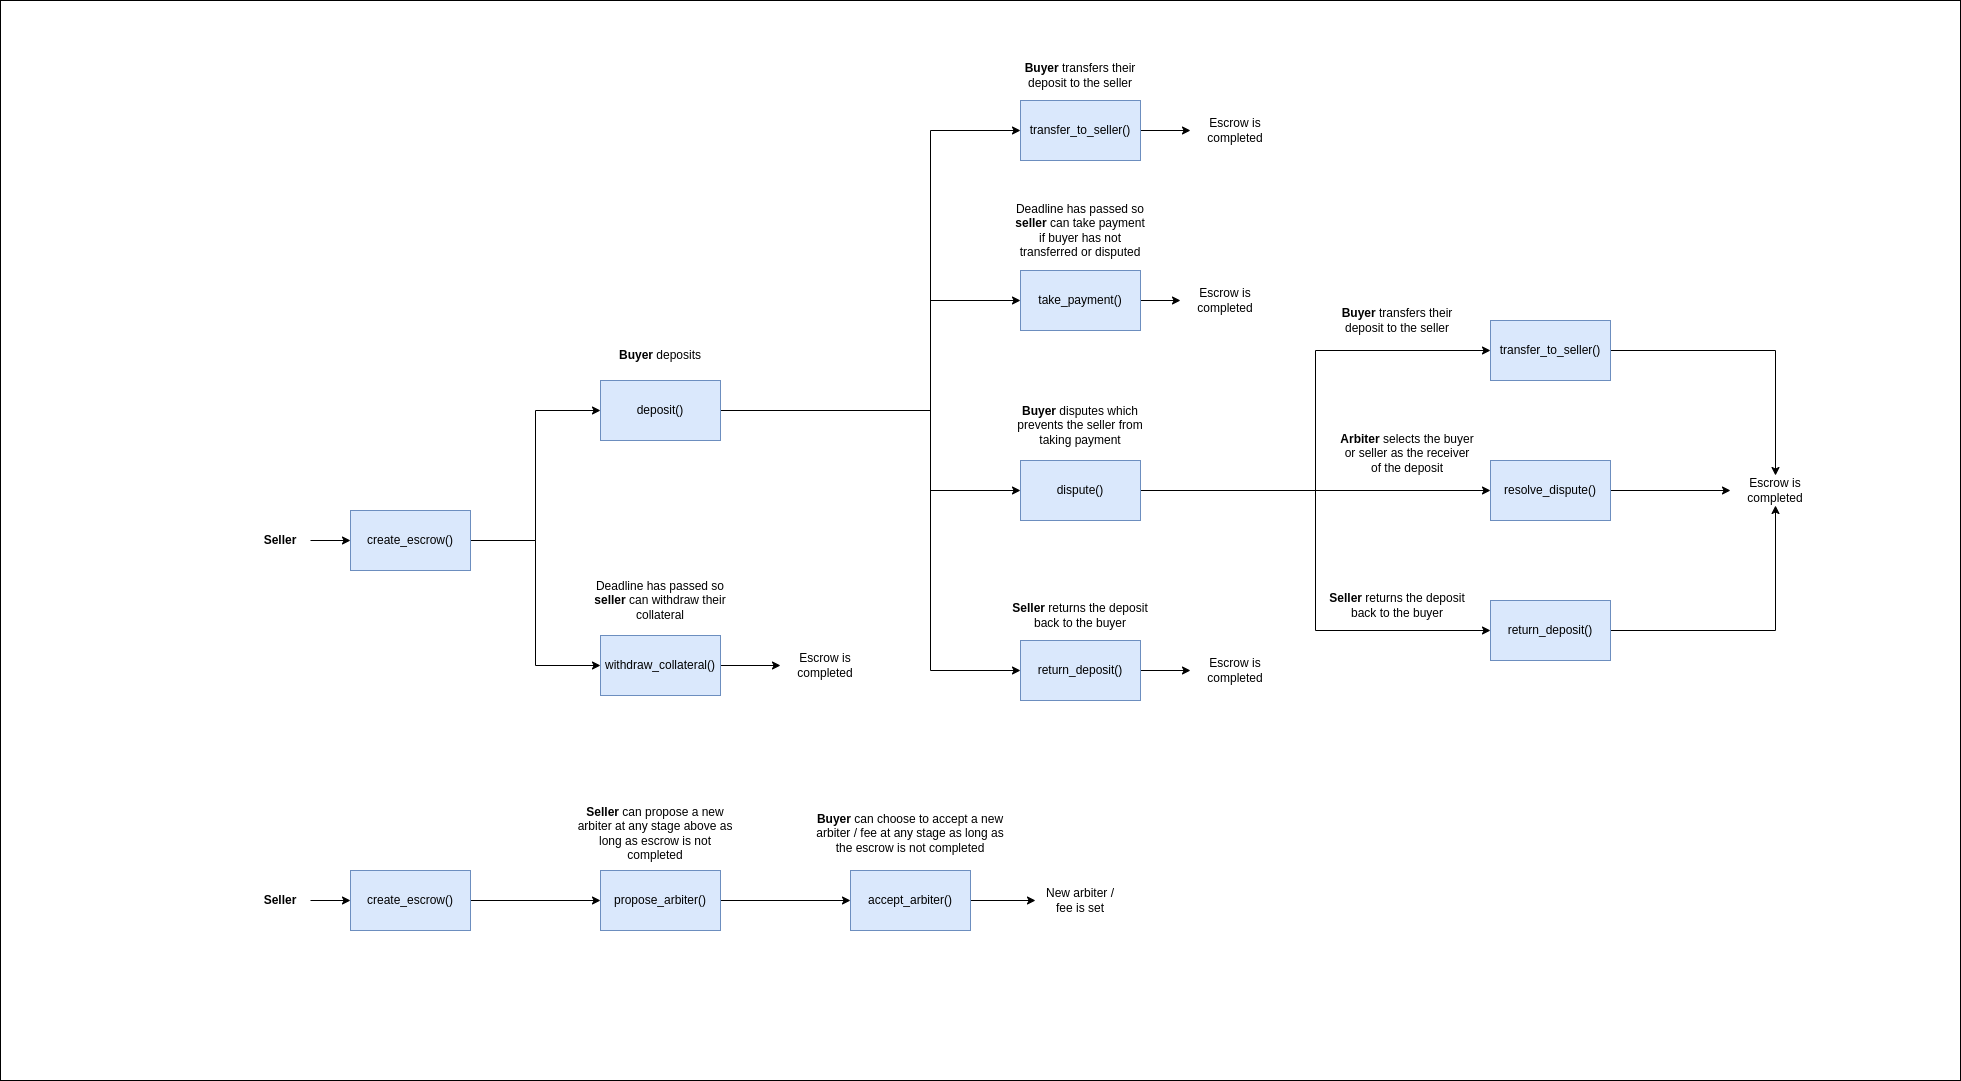 Buyer transfers their
deposit to the seller
transfer_to_seller()
Escrow is
completed
Deadline has passed so
seller can take payment
if buyer has not
transferred or disputed
take_payment()
Escrow is
completed
Buyer transfers their
deposit to the seller
transfer_to_seller()
Buyer deposits
deposit()
Buyer disputes which
prevents the seller from
taking payment
dispute()
Arbiter selects the buyer
or seller as the receiver
of the deposit
resolve_dispute()
Escrow is
completed
Seller
create_escrow()
Deadline has passed so
seller can withdraw their
collateral
withdraw_collateral()
Escrow is
completed
Seller returns the deposit
back to the buyer
return_deposit()
Escrow is
completed
Seller returns the deposit
back to the buyer
return_deposit()
Seller
create_escrow()
Seller can propose a new
arbiter at any stage above as
long as escrow is not
completed
propose_arbiter()
Buyer can choose to accept a new
arbiter / fee at any stage as long as
the escrow is not completed
accept_arbiter()
New arbiter /
fee is set